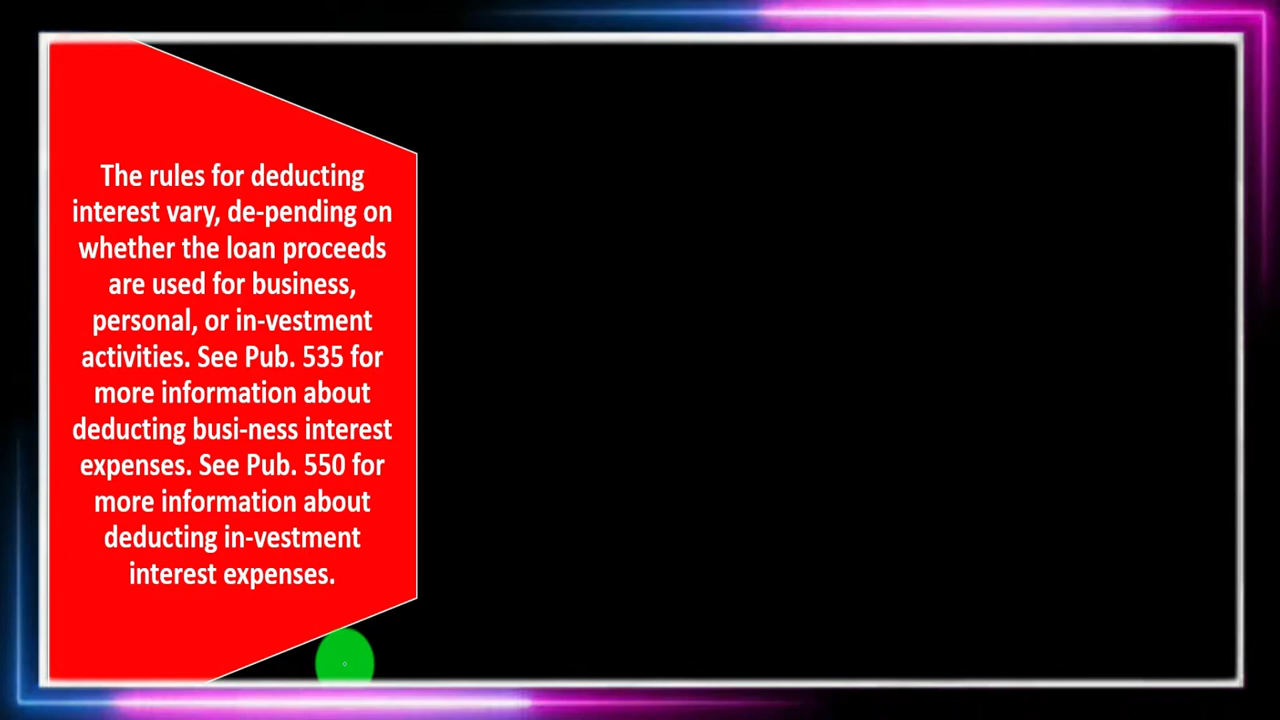 The rules for deducting
interest vary, de-pending on
whether the loan proceeds
are used for business,
personal, or in-vestment
activities. See Pub. 535 for
more information about
deducting busi-ness interest
expenses. See Pub. 550 for
more information about
deducting in-vestment
interest expenses.